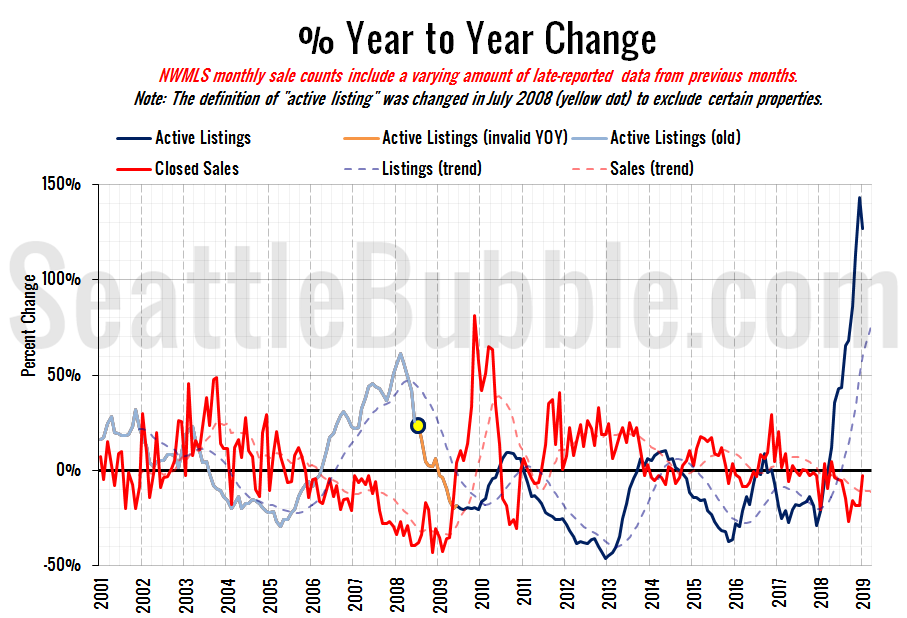 % Year to Year Change
NWMLS monthly sale counts include a varying amount of late-reported data from previous months.
Note: The definition of "active listing" was changed in July 2008 (yellow dot) to exclude certain properties.
Active Listings
Active Listings (invalid YOY)
Active Listings (old)
Closed Sales
Listings (trend)
Sales (trend)
SeattleBubble.com
Percent Change
150%
100%
50%
0%
-50%
2001
2002
2003
2004
2005
2006
2007
2008
2009
2010
2011
2012
2013
2014
2015
2016
2017
2018
2019